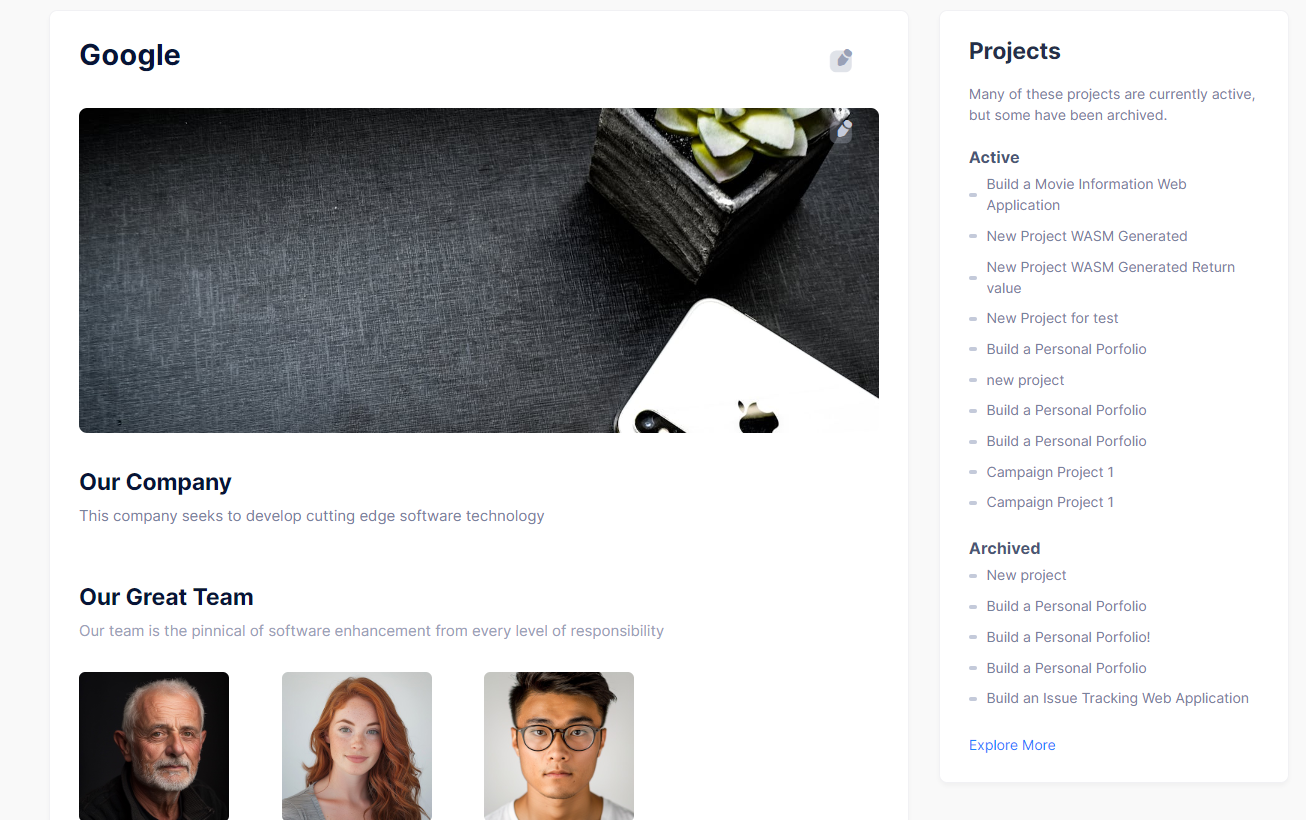 Google
Our Company
This company seeks to develop cutting edge software technology
Our Great Team
Our team is the pinnical of software enhancement from every level of responsibility
Projects
Many of these projects are currently active,
but some have been archived.
Active
Build a Movie Information Web
Application
New Project WASM Generated
New Project WASM Generated Return
value
New Project for test
Build a Personal Porfolio
new project
Build a Personal Porfolio
Build a Personal Porfolio
Campaign Project 1
Campaign Project 1
Archived
New project
Build a Personal Porfolio
Build a Personal Porfolio!
Build a Personal Porfolio
Build an Issue Tracking Web Application
Explore More